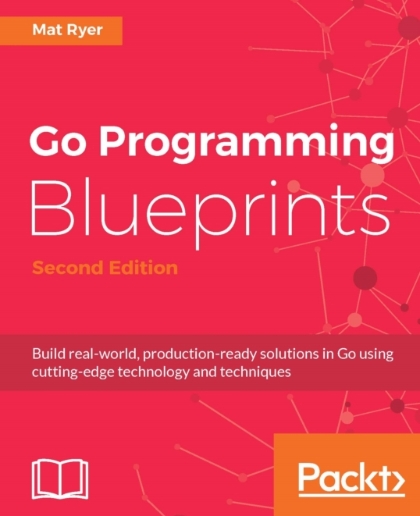 Mat Ryer
Go Programming
Blueprints
Second Edition
Build real-world, production-ready solutions in Go using
cutting-edge technology and techniques
Packt>